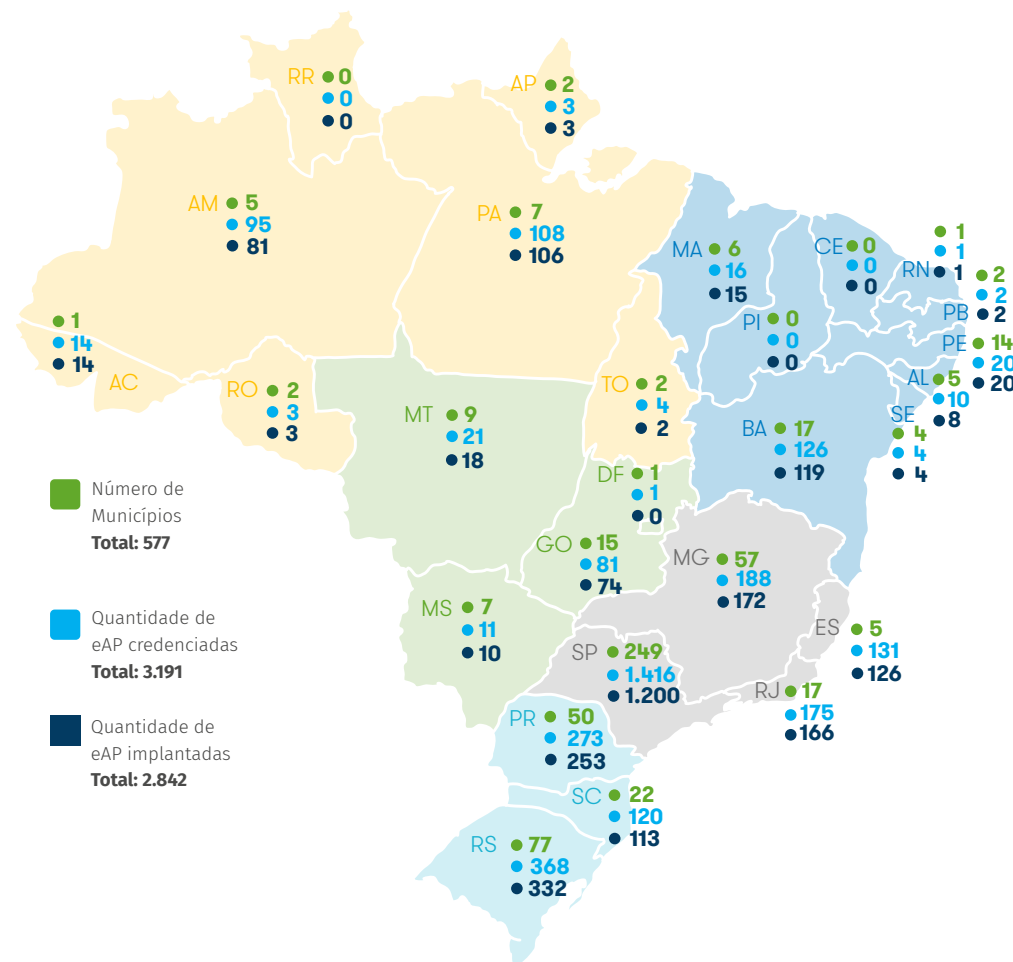 RR 0
0
0
AP 2
3
3
AM 5
95
81
PA 7
108
106
MA 6
16
15
CE 0
0
0
RN 1
1
1
PB 2
2
2
PI 0
0
0
PE 14
20
20
AC 1
14
14
RO 2
3
3
TO 2
4
2
AL 5
10
8
SE 4
4
4
MT 9
21
18
BA 17
126
119
DF 1
1
0
GO 15
81
74
MG 57
188
172
MS 7
11
10
ES 5
131
126
SP 249
1.416
1.200
RJ 17
175
166
PR 50
273
253
SC 22
120
113
RS 77
368
332
Número de
Municípios
Total: 577
Quantidade de
eAP credenciadas
Total: 3.191
Quantidade de
eAP implantadas
Total: 2.842